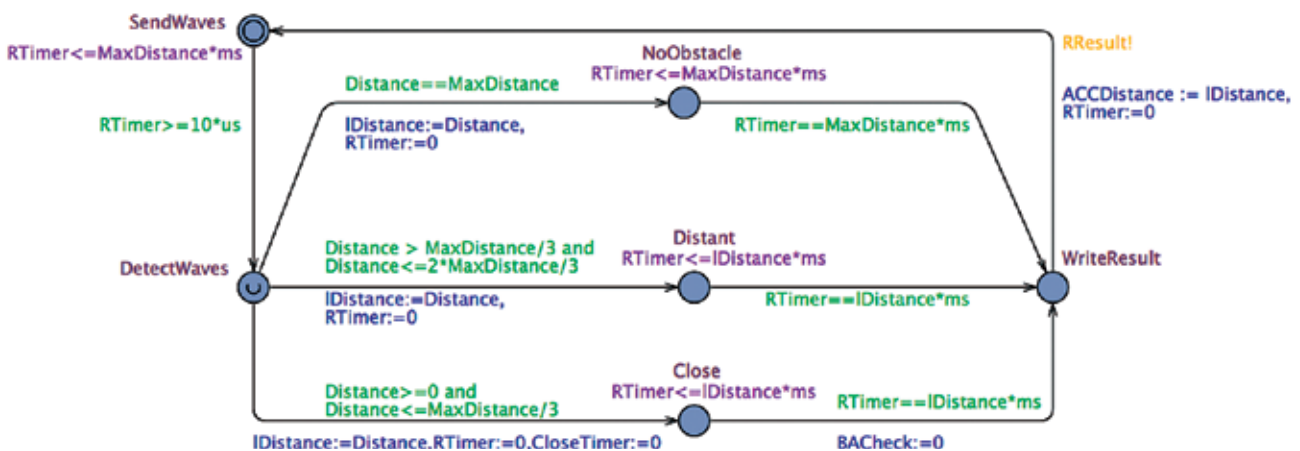 SendWaves
RTimer<=MaxDistance*ms
RTimer>=10*us
DetectWaves
Distance==MaxDistance
lDistance:=Distance,
RTimer:=0
NoObstacle
RTimer<=MaxDistance*ms
RTimer==MaxDistance*ms
RResult!
ACCDistance := lDistance,
RTimer:=0
Distance > MaxDistance/3 and
Distance<=2*MaxDistance/3
lDistance:=Distance,
RTimer:=0
Distant
RTimer<=lDistance*ms
RTimer==lDistance*ms
WriteResult
Distance>=0 and
Distance<=MaxDistance/3
lDistance:=Distance,RTimer:=0,CloseTimer:=0
Close
RTimer<=lDistance*ms
RTimer==lDistance*ms
BACheck:=0